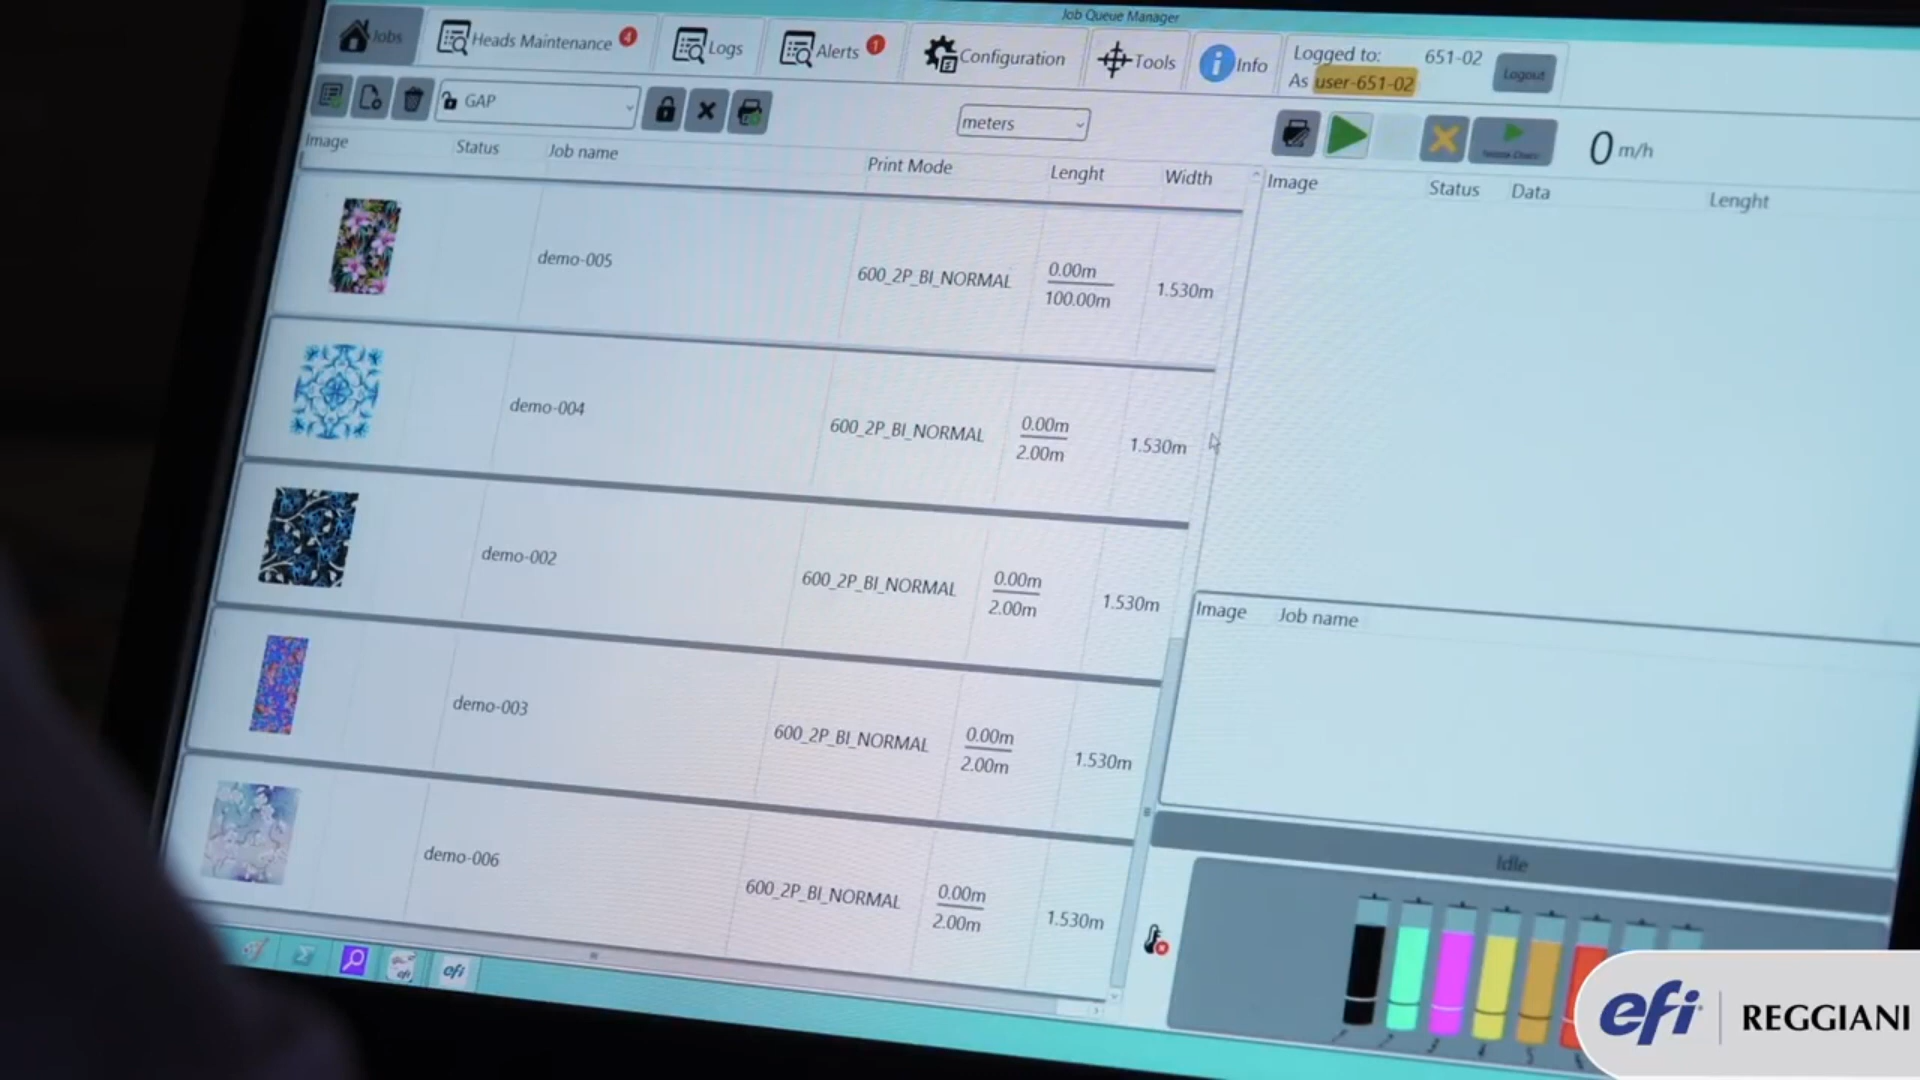 Job Queue Manager
Jobs
Heads Maintenance 4
Logs
Alerts 1
Configuration
Tools
Info
Logged to: 651-02
As user-651-02
Logout
GAP
meters
0 m/h
Image Status Job name Print Mode Lenght Width
demo-005 600_2P_BI_NORMAL 0.00m 1.530m
100.00m
demo-004 600_2P_BI_NORMAL 0.00m 1.530m
2.00m
demo-002 600_2P_BI_NORMAL 0.00m 1.530m
2.00m
demo-003 600_2P_BI_NORMAL 0.00m 1.530m
2.00m
demo-006 600_2P_BI_NORMAL 0.00m 1.530m
2.00m
Image Status Data Lenght
Image Job name
Idle
efi
efi REGGIANI